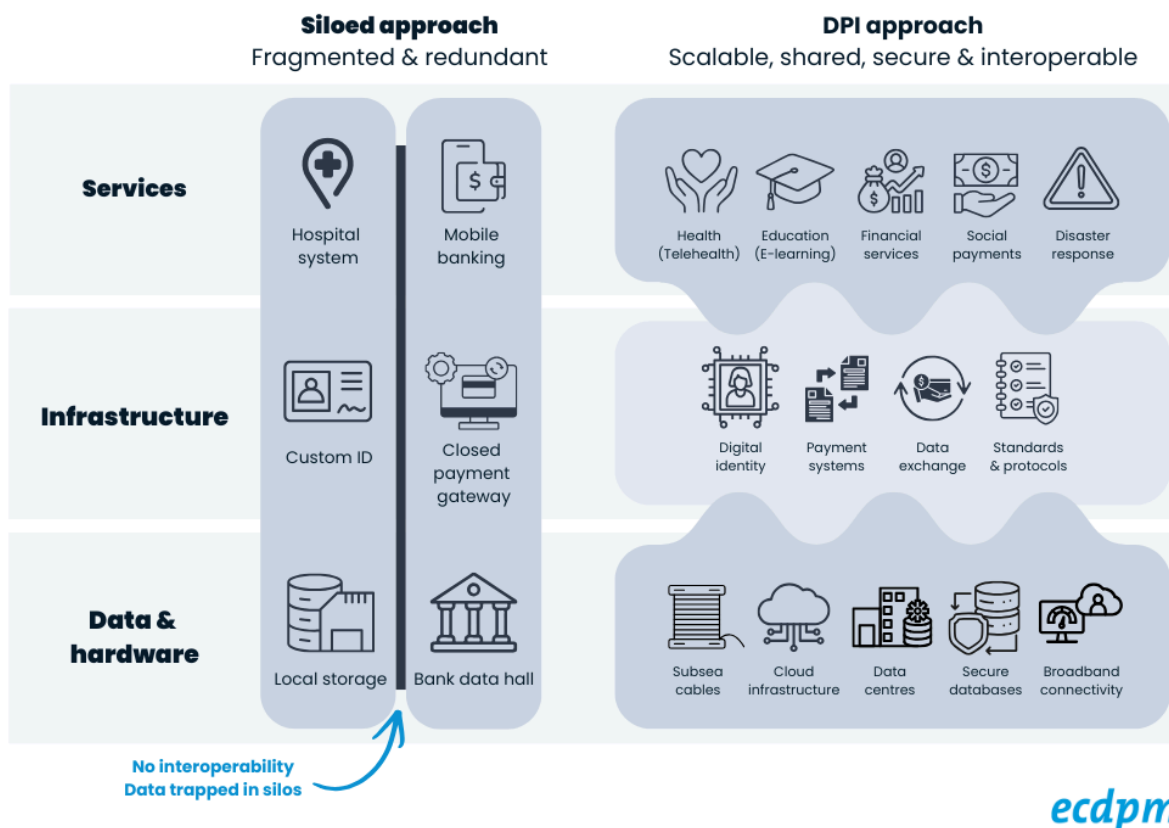 Siloed approach
Fragmented & redundant
DPI approach
Scalable, shared, secure & interoperable
Services
Hospital
system
Mobile
banking
Health
(Telehealth)
Education
(E-learning)
Financial
services
Social
payments
Disaster
response
Infrastructure
Custom ID
Closed
payment
gateway
Digital
identity
Payment
systems
Data
exchange
Standards
& protocols
Data &
hardware
Local storage
Bank data hall
Subsea
cables
Cloud
infrastructure
Data
centres
Secure
databases
Broadband
connectivity
No interoperability
Data trapped in silos
ecdpm